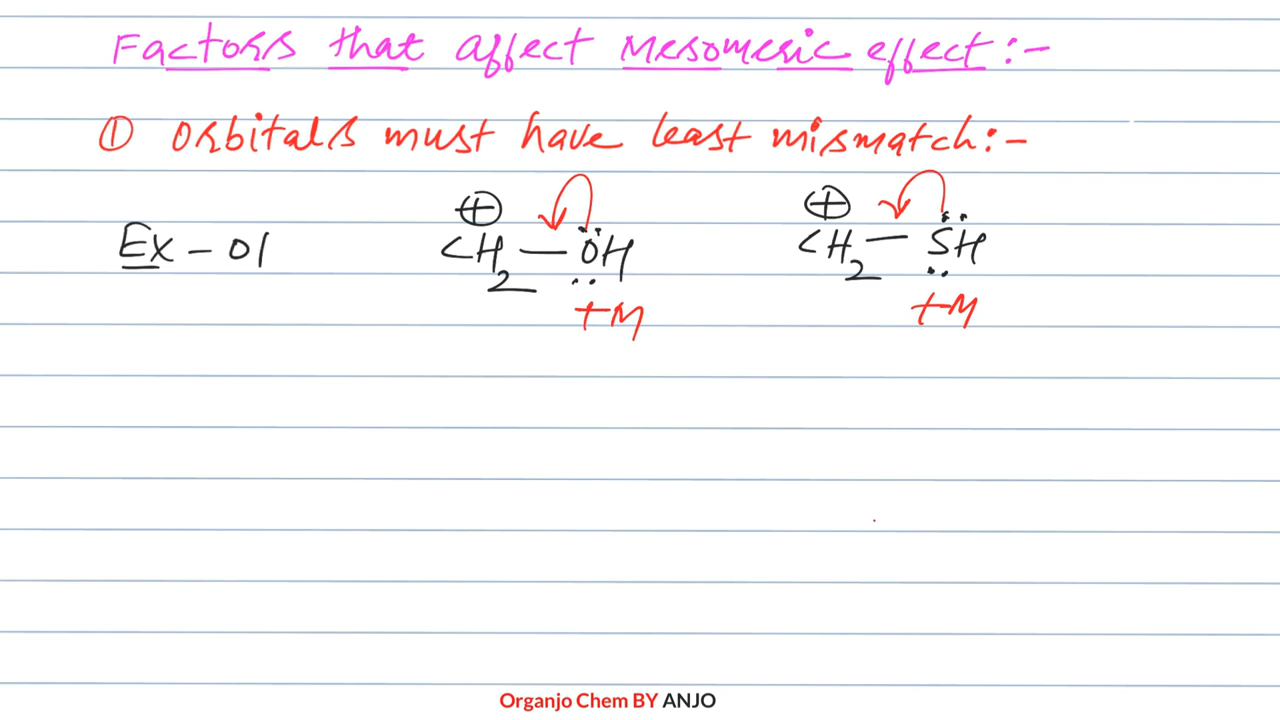 Factors that affect Mesomeric effect:-
① orbitals must have least mismatch:-
Ex - 01 ⊕ CH₂ — ÖH +M ⊕ CH₂ — S̈H +M
Organjo Chem BY ANJO